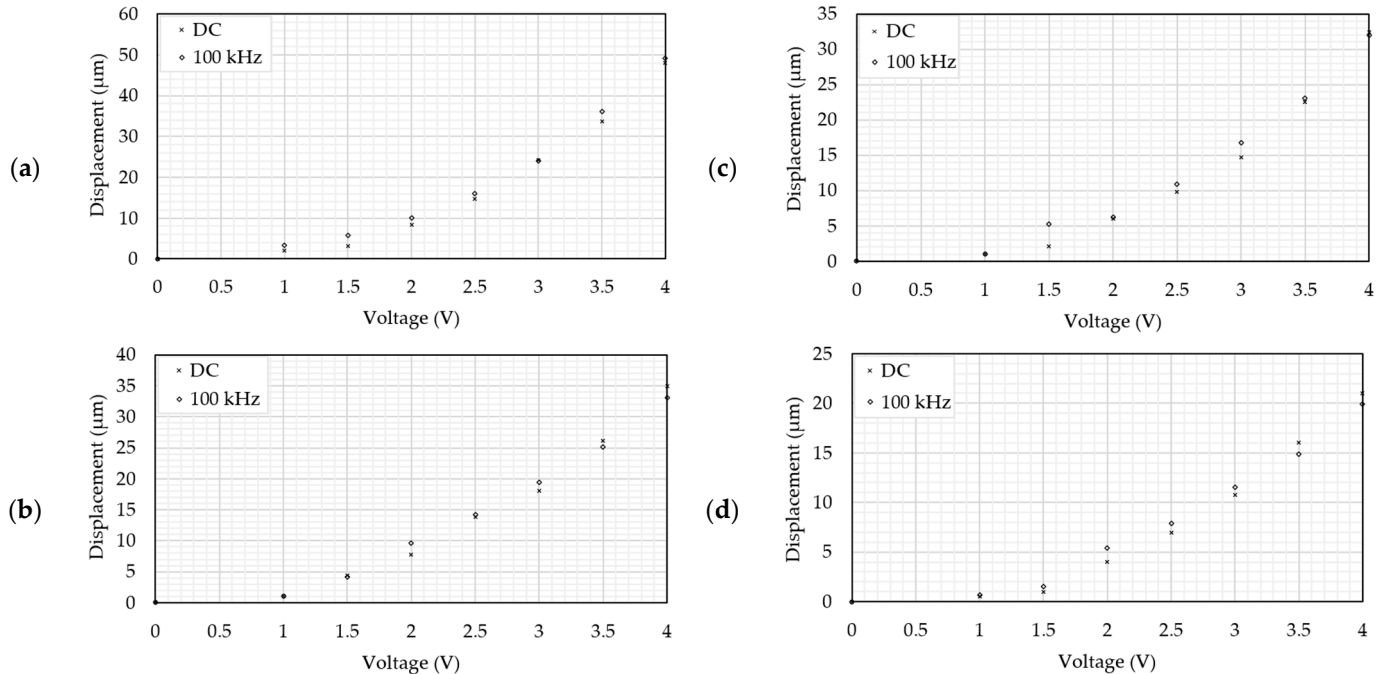 (a)
Displacement (µm)
60
50
40
30
20
10
0
DC
100 kHz
0 1 1.5 2 2.5 3 3.5 4
Voltage (V)
(c)
Displacement (µm)
35
30
25
20
15
10
5
0
DC
100 kHz
0 0.5 1 1.5 2 2.5 3 3.5 4
Voltage (V)
(b)
Displacement (µm)
40
35
30
25
20
15
10
5
0
DC
100 kHz
0 0.5 1 1.5 2 2.5 3 3.5 4
Voltage (V)
(d)
Displacement (µm)
25
20
15
10
5
0
DC
100 kHz
0 0.5 1 1.5 2 2.5 3 3.5 4
Voltage (V)